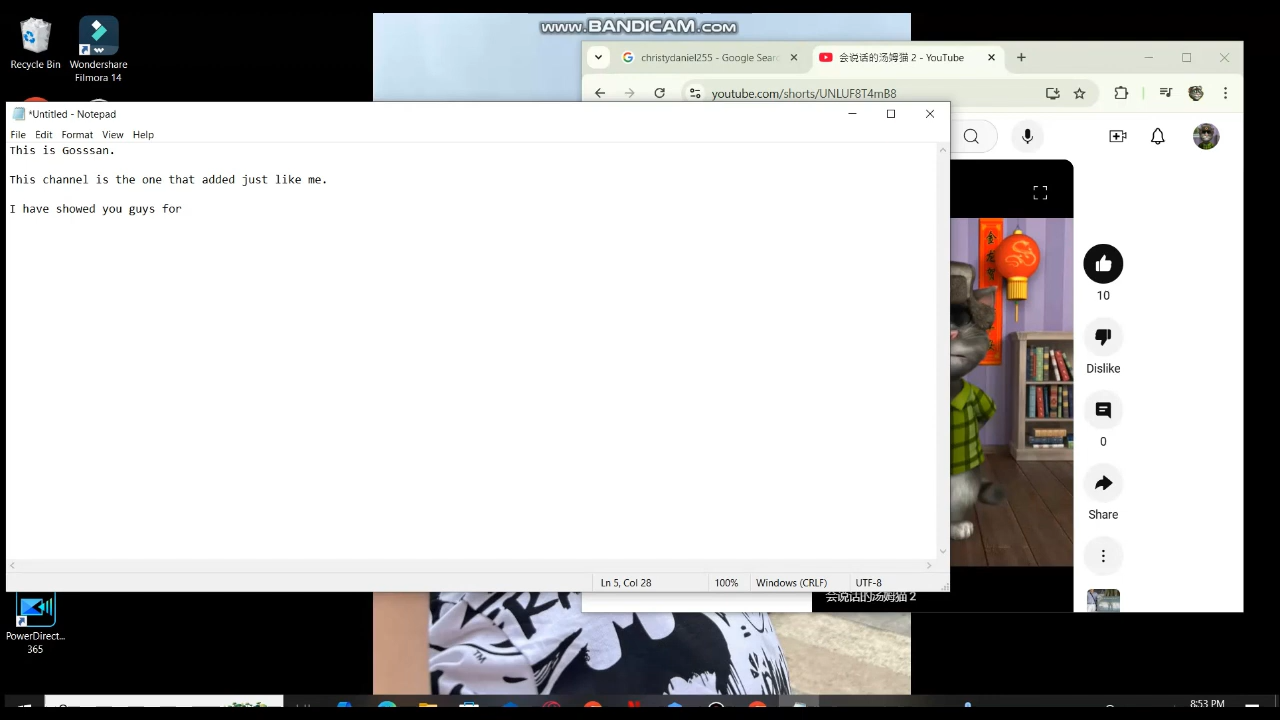 WWW.BANDICAM.COM
Recycle Bin
Wondershare
Filmora 14
christydaniel255 - Google Searc
会说话的汤姆猫 2 - YouTube
youtube.com/shorts/UNLUF8T4mB8
*Untitled - Notepad
File Edit Format View Help
This is Gosssan.
This channel is the one that added just like me.
I have showed you guys for
10
Dislike
0
Share
Ln 5, Col 28
100%
Windows (CRLF)
UTF-8
会说话的汤姆猫 2
PowerDirect...
365
8:53 PM